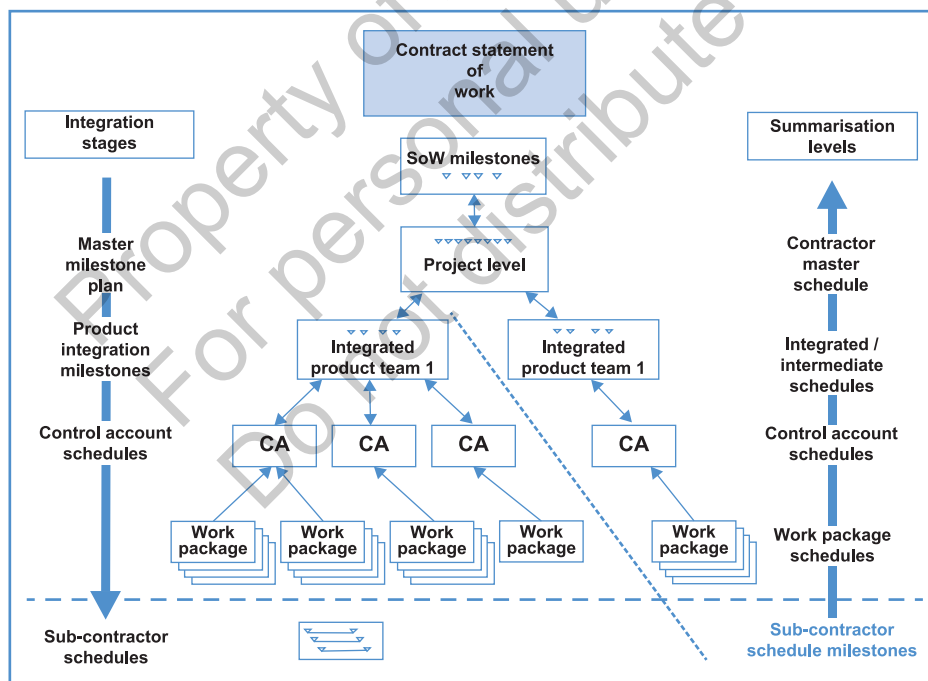 Property of
For personal u
Do not distribute
Contract statement
of
work
Integration
stages
Summarisation
levels
SoW milestones
Project level
Master
milestone
plan
Contractor
master
schedule
Product
integration
milestones
Integrated
product team 1
Integrated
product team 1
Integrated /
intermediate
schedules
Control account
schedules
CA
CA
CA
CA
Control account
schedules
Work
package
Work
package
Work
package
Work
package
Work
package
Work package
schedules
Sub-contractor
schedules
Sub-contractor
schedule milestones